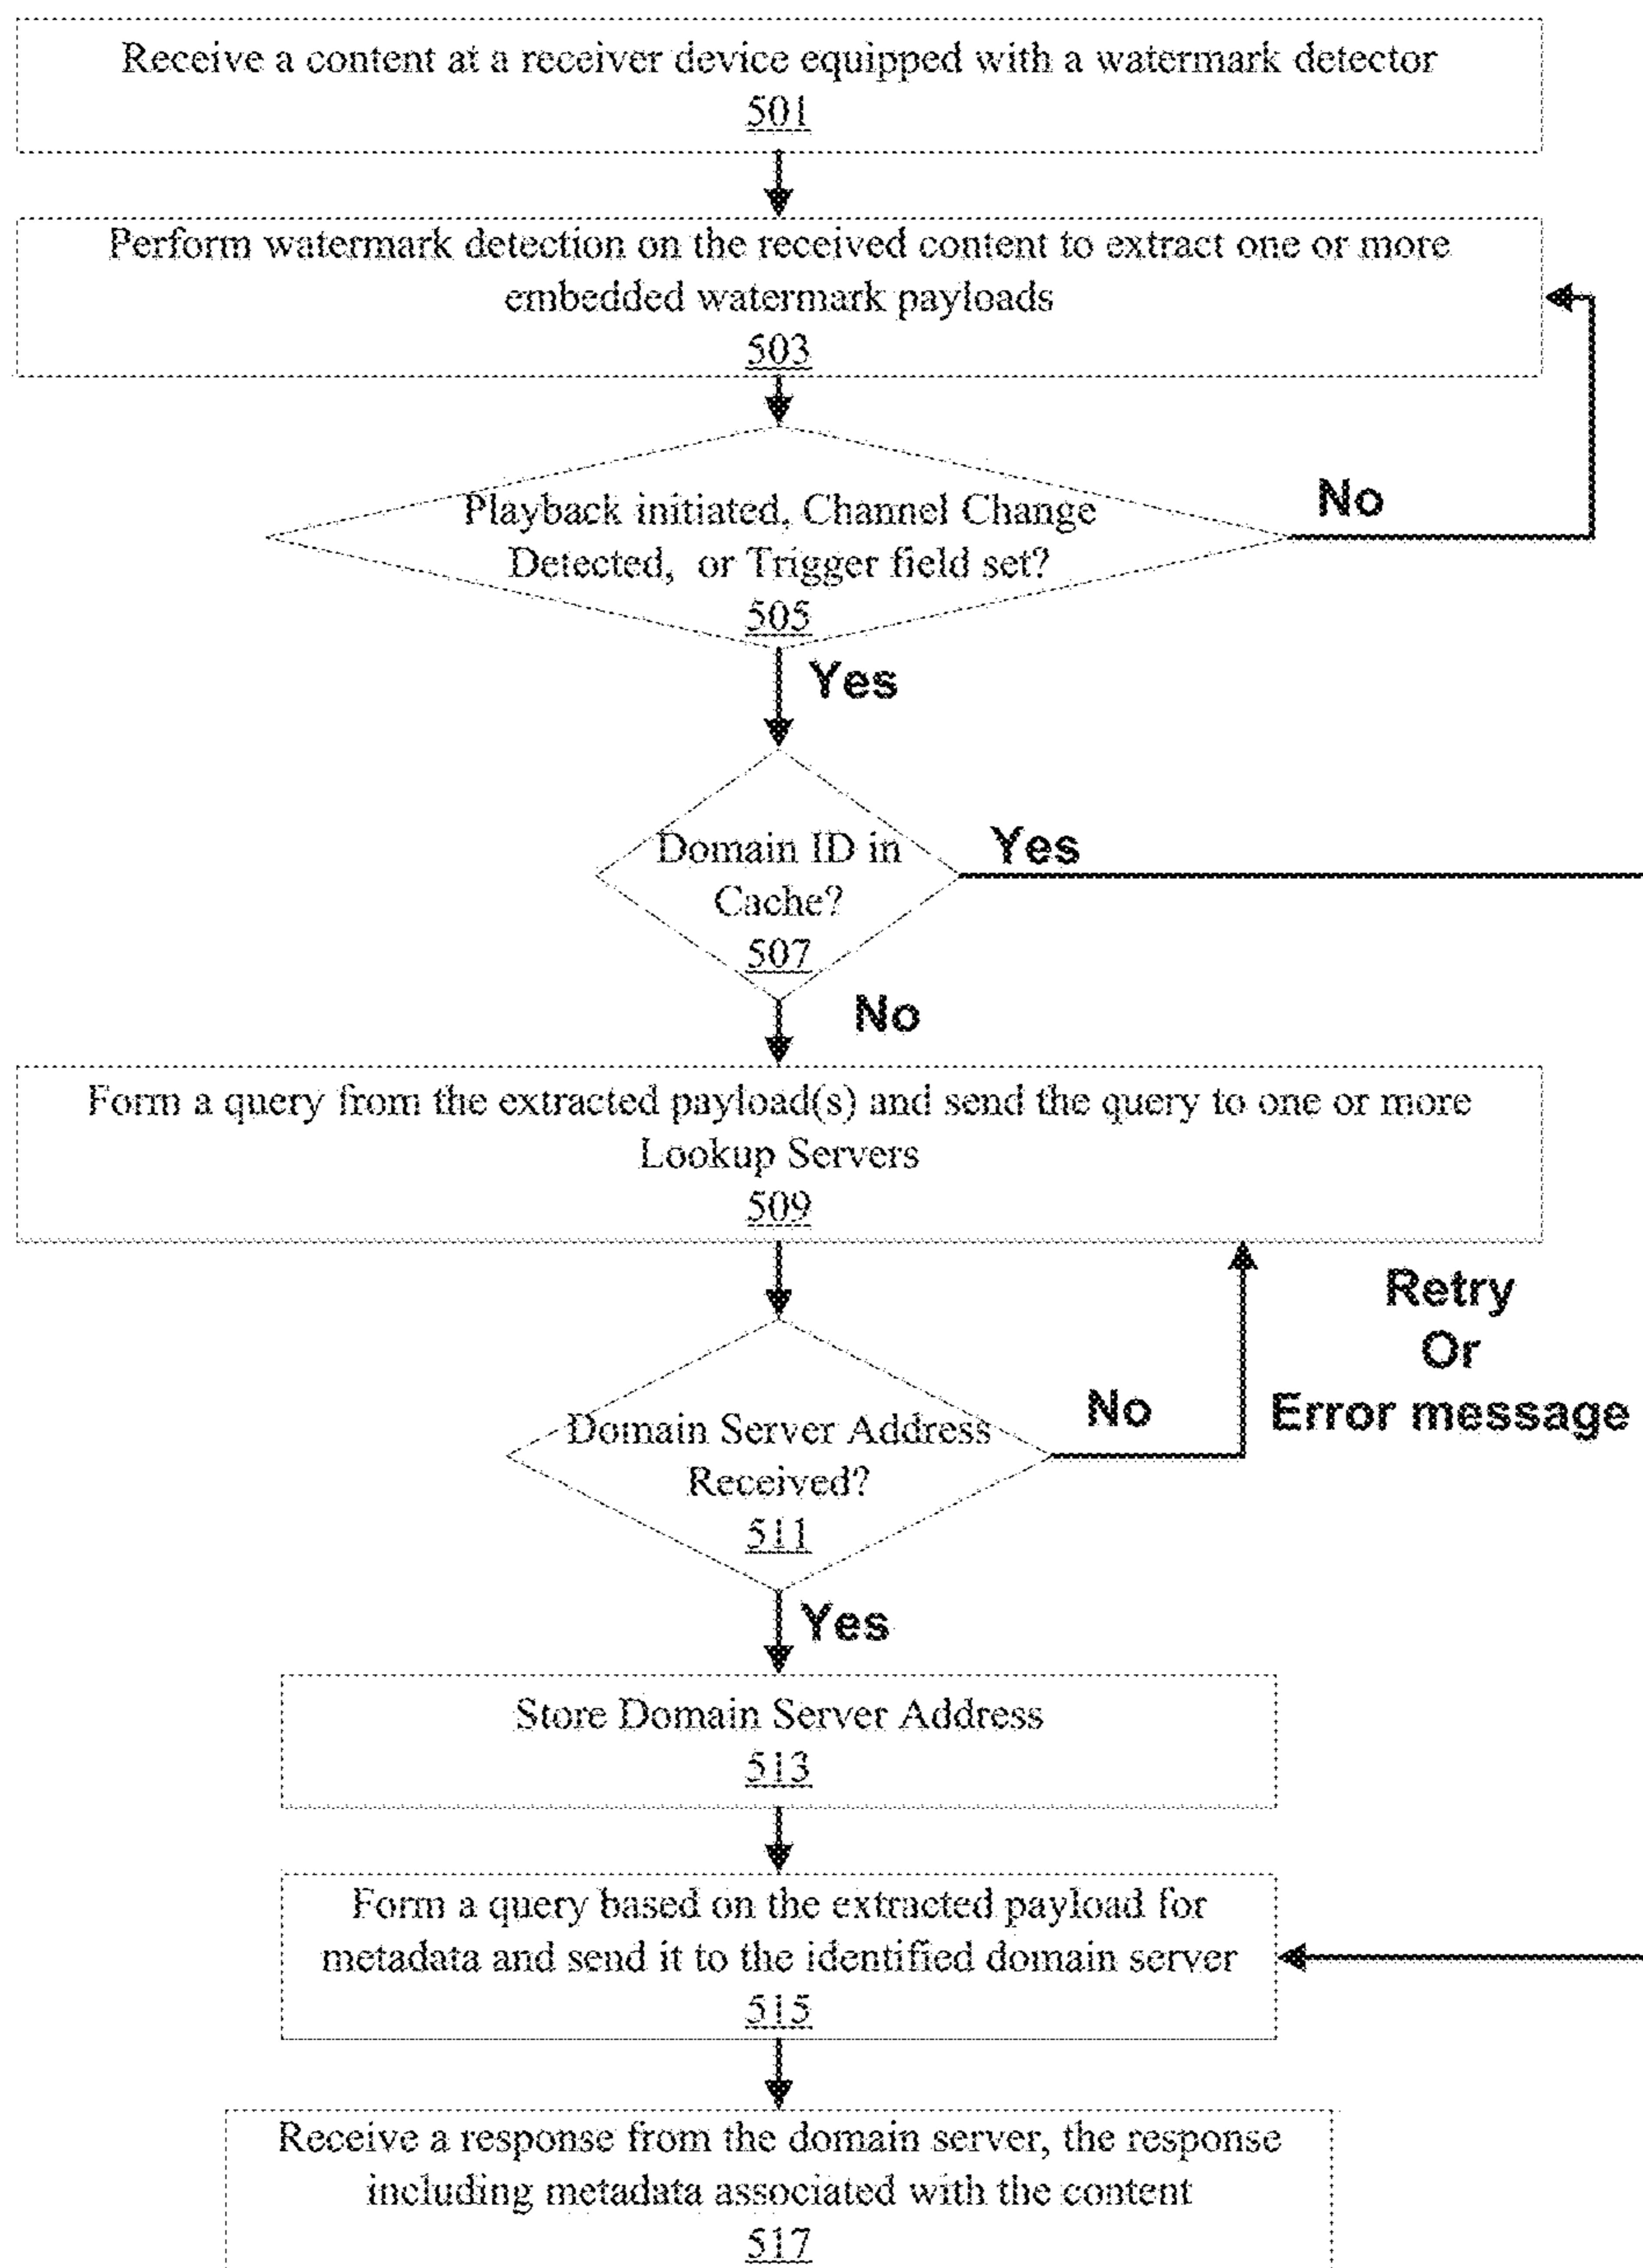 Receive a content at a receiver device equipped with a watermark detector
501
Perform watermark detection on the received content to extract one or more
embedded watermark payloads
503
Playback initiated, Channel Change
Detected, or Trigger field set?
505
No
Yes
Domain ID in
Cache?
507
Yes
No
Form a query from the extracted payload(s) and send the query to one or more
Lookup Servers
509
Retry
Or
Error message
No
Domain Server Address
Received?
511
Yes
Store Domain Server Address
513
Form a query based on the extracted payload for
metadata and send it to the identified domain server
515
Receive a response from the domain server, the response
including metadata associated with the content
517